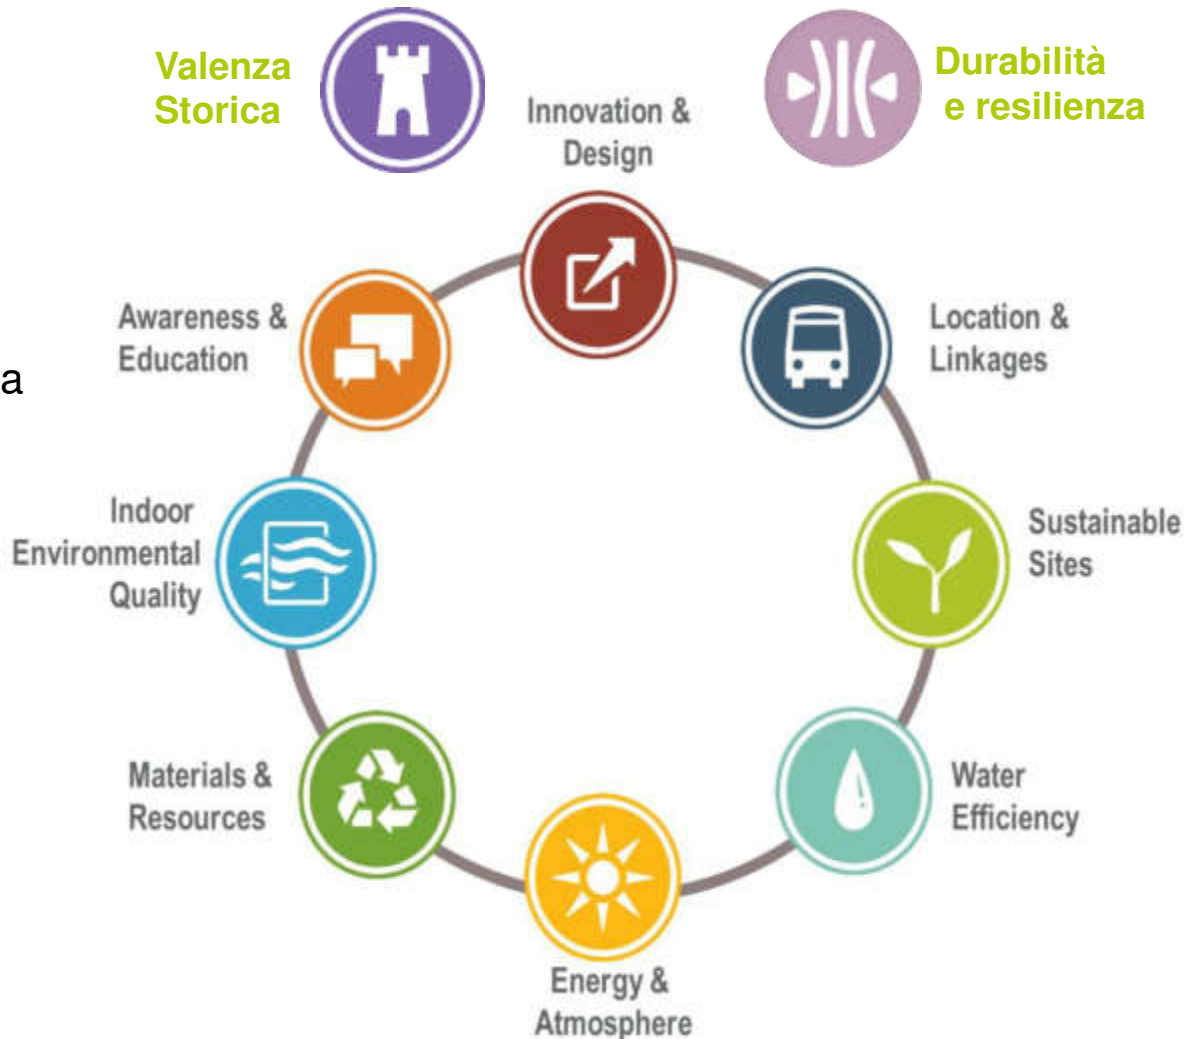 Valenza
Storica
Durabilità
e resilienza
Innovation &
Design
Awareness &
Education
Location &
Linkages
a
Indoor
Environmental
Quality
Sustainable
Sites
Materials &
Resources
Water
Efficiency
Energy &
Atmosphere